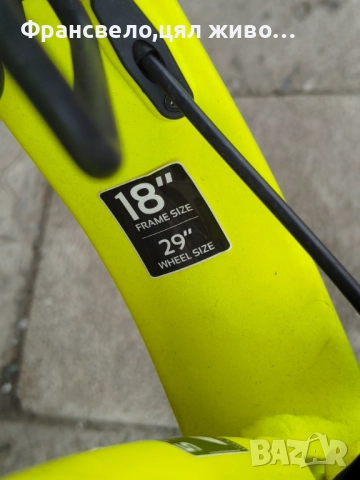 Франсвело,цял живо...
18"
FRAME SIZE
29"
WHEEL SIZE
BAZAR